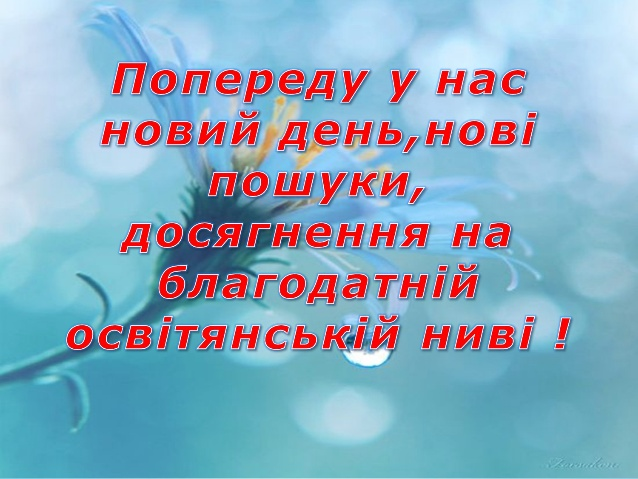 Попереду у нас
новий день,нові
пошуки,
досягнення на
благодатній
освітянській ниві !